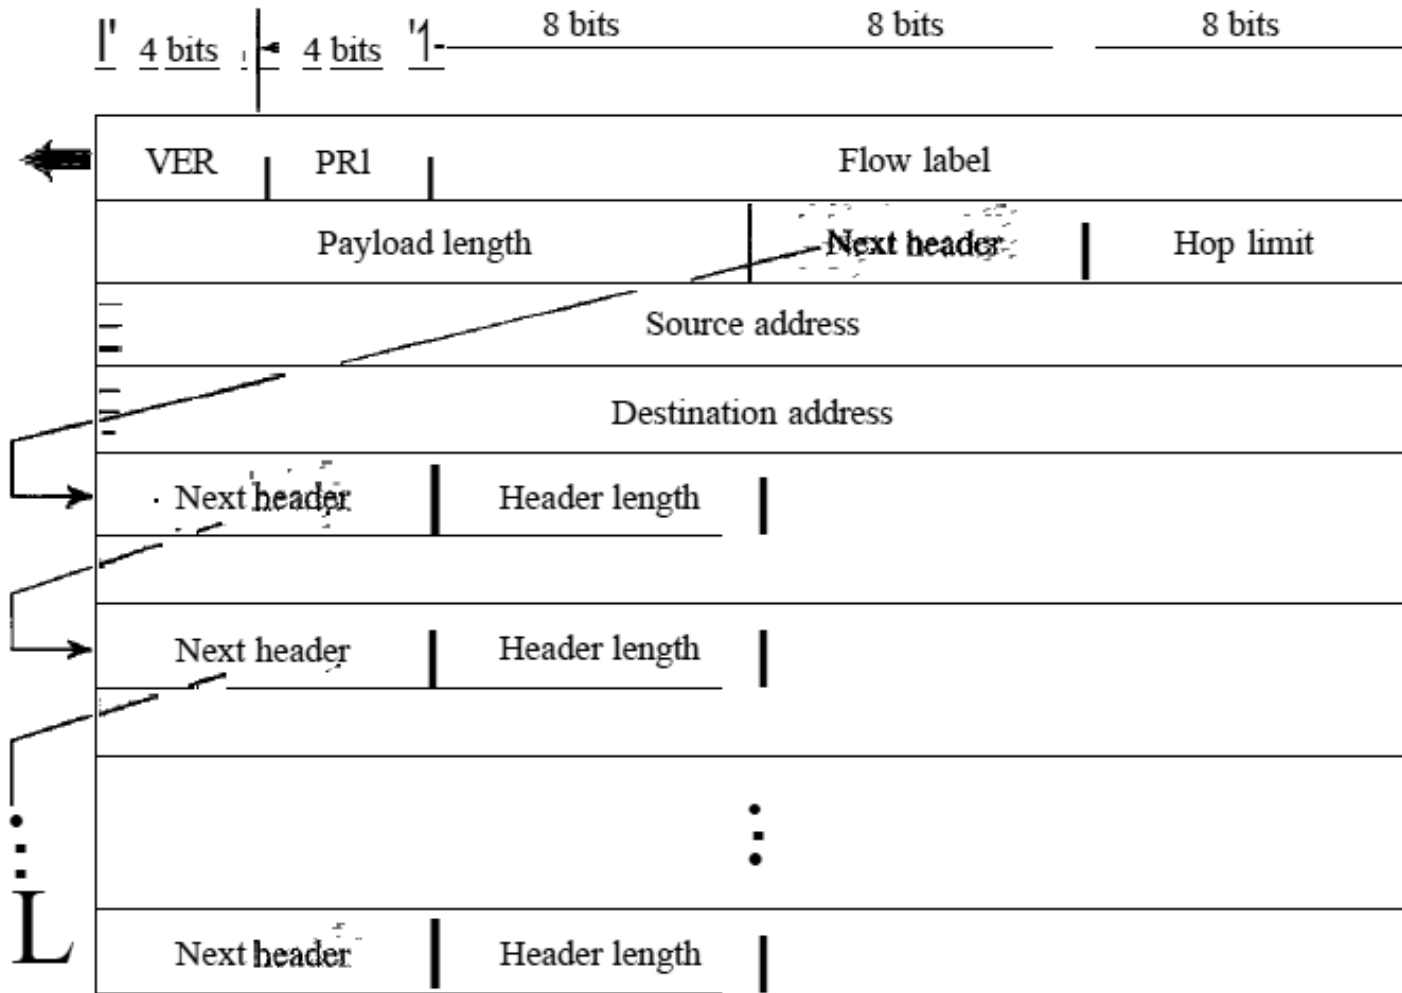 4 bits 4 bits 8 bits 8 bits 8 bits
VER PRl Flow label
Payload length Next header Hop limit
Source address
Destination address
Next header Header length
Next header Header length
L
Next header Header length